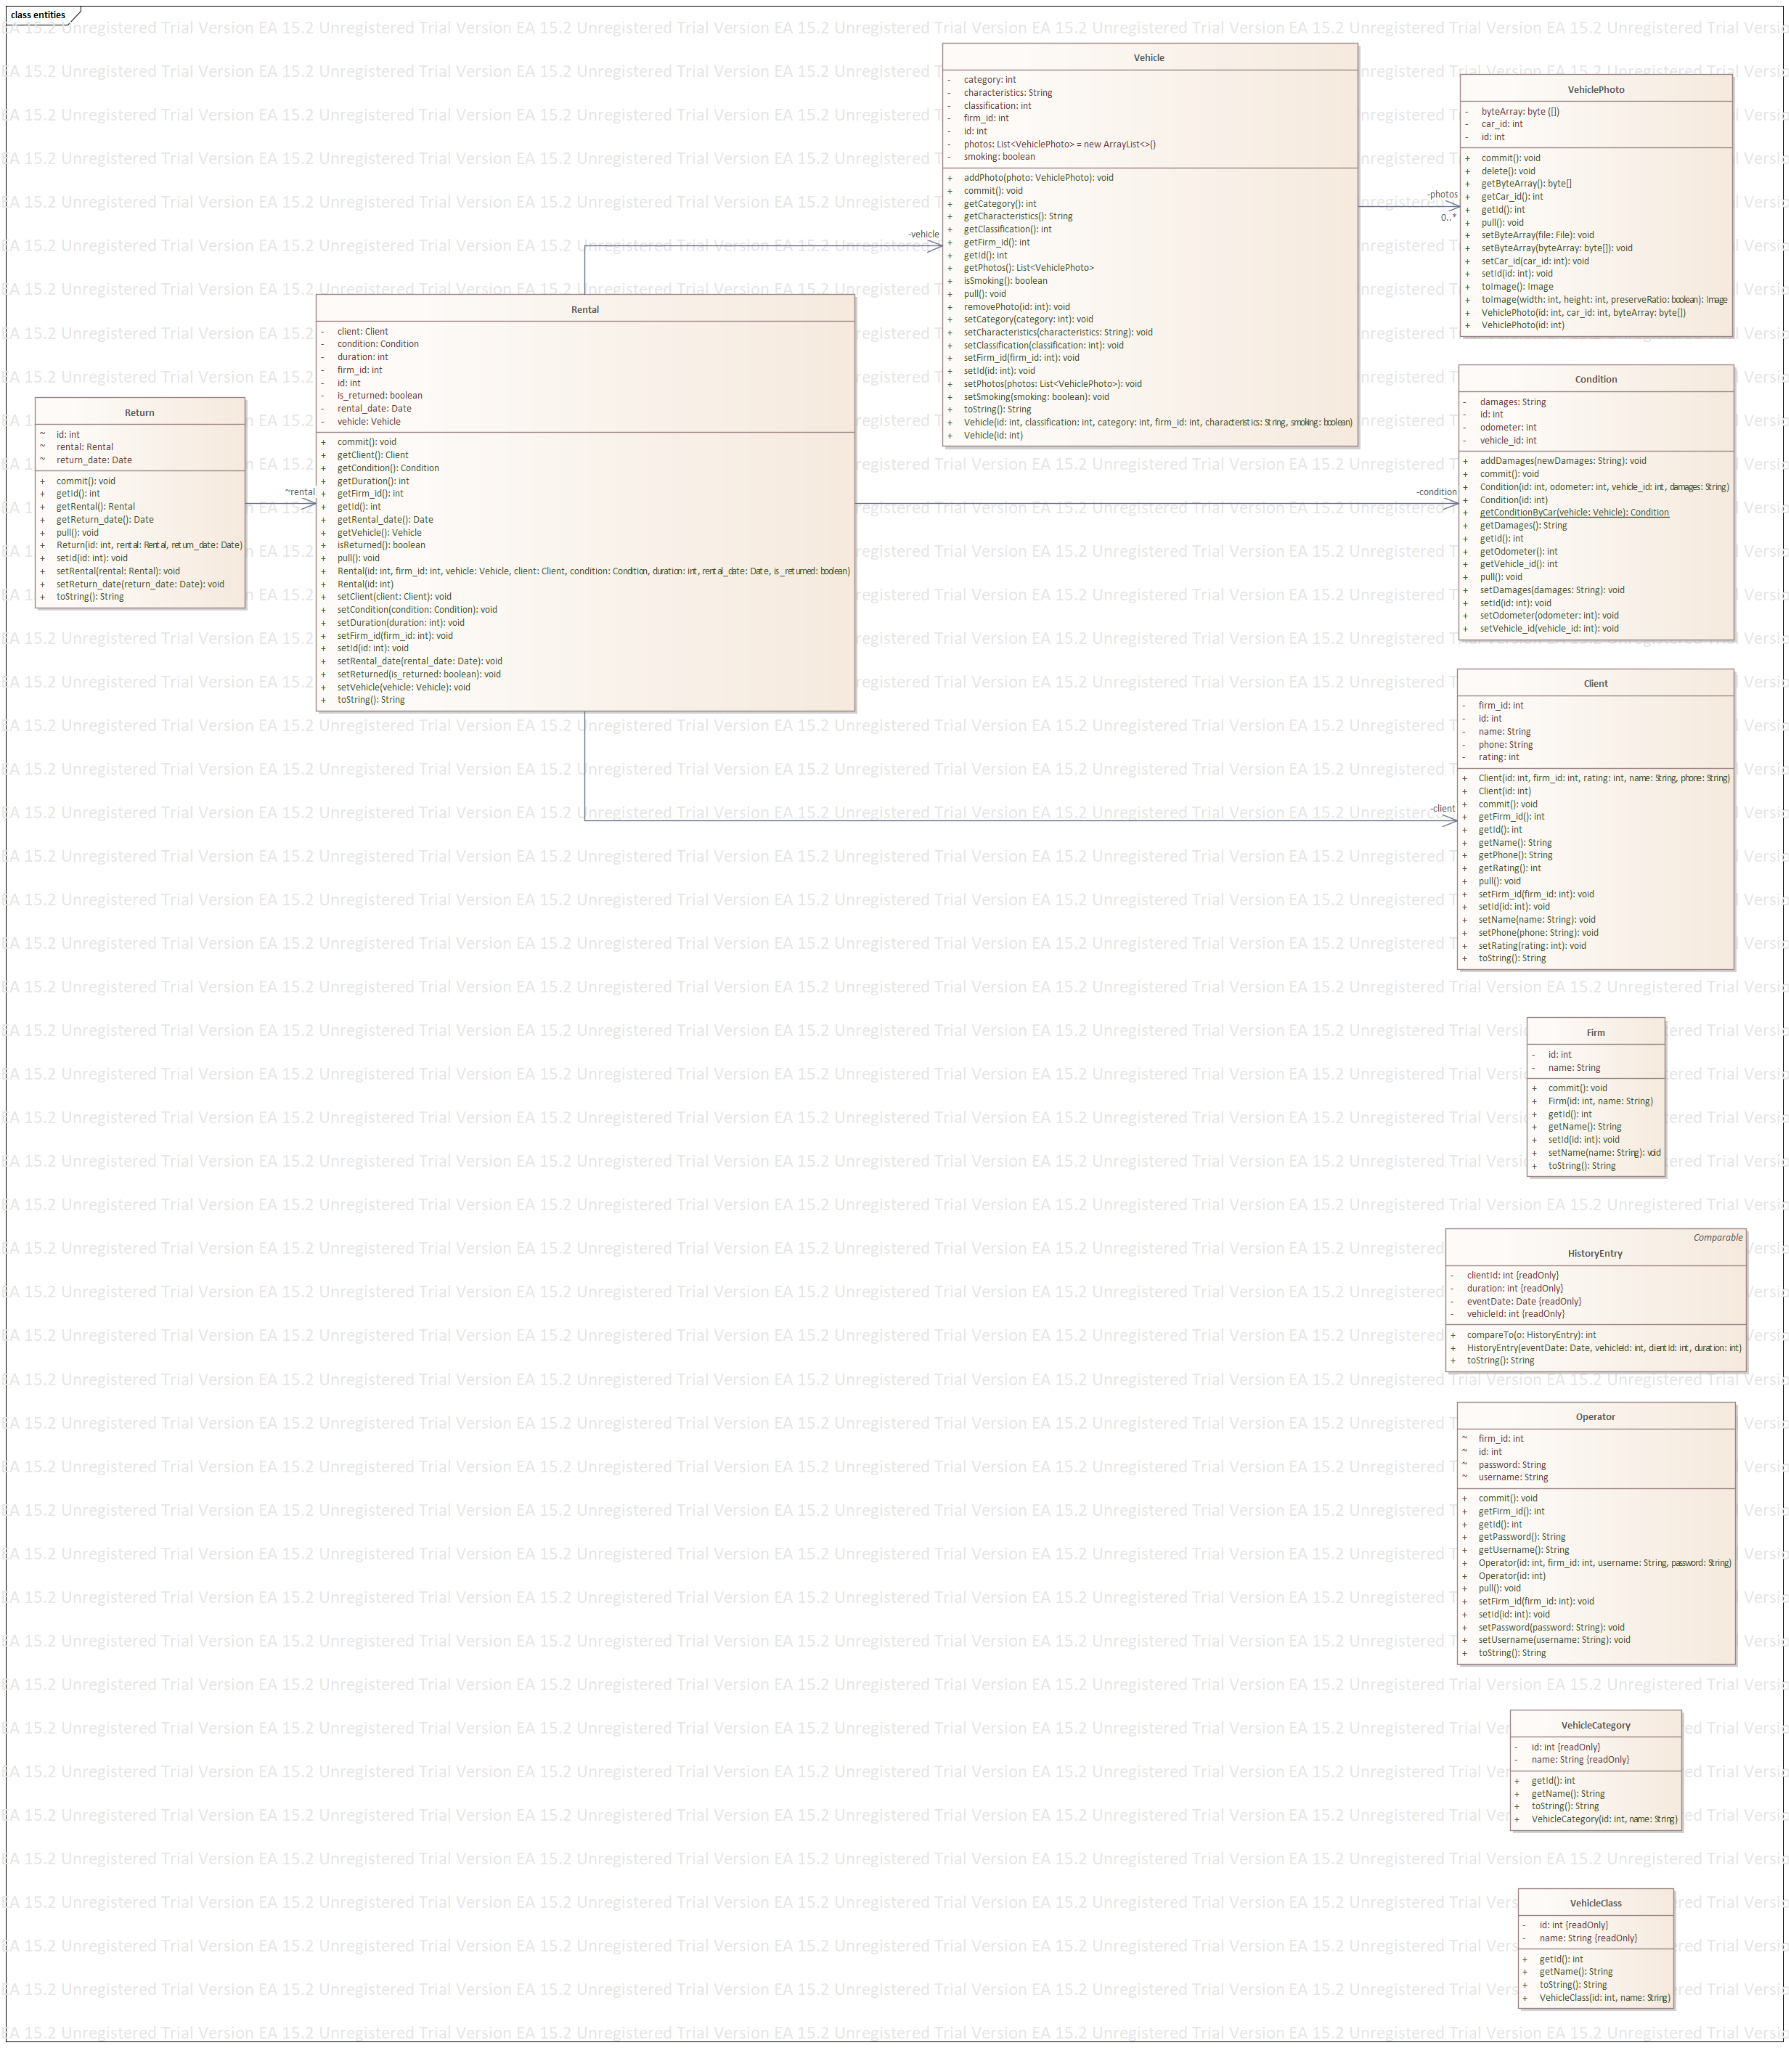 class entities
Vehicle
- category: int
- characteristics: String
- classification: int
- firm_id: int
- id: int
- photos: List<VehiclePhoto> = new ArrayList<>()
- smoking: boolean
+ addPhoto(photo: VehiclePhoto): void
+ commit(): void
+ getCategory(): int
+ getCharacteristics(): String
+ getClassification(): int
+ getFirm_id(): int
+ getId(): int
+ getPhotos(): List<VehiclePhoto>
+ isSmoking(): boolean
+ pull(): void
+ removePhoto(id: int): void
+ setCategory(category: int): void
+ setCharacteristics(characteristics: String): void
+ setClassification(classification: int): void
+ setFirm_id(firm_id: int): void
+ setId(id: int): void
+ setPhotos(photos: List<VehiclePhoto>): void
+ setSmoking(smoking: boolean): void
+ toString(): String
+ Vehicle(id: int, classification: int, category: int, firm_id: int, characteristics: String, smoking: boolean)
+ Vehicle(id: int)
-photos
0..*
VehiclePhoto
- byteArray: byte ([])
- car_id: int
- id: int
+ commit(): void
+ delete(): void
+ getByteArray(): byte[]
+ getCar_id(): int
+ getId(): int
+ pull(): void
+ setByteArray(file: File): void
+ setByteArray(byteArray: byte[]): void
+ setCar_id(car_id: int): void
+ setId(id: int): void
+ toImage(): Image
+ toImage(width: int, height: int, preserveRatio: boolean): Image
+ VehiclePhoto(id: int, car_id: int, byteArray: byte[])
+ VehiclePhoto(id: int)
-vehicle
Rental
- client: Client
- condition: Condition
- duration: int
- firm_id: int
- id: int
- is_returned: boolean
- rental_date: Date
- vehicle: Vehicle
+ commit(): void
+ getClient(): Client
+ getCondition(): Condition
+ getDuration(): int
+ getFirm_id(): int
+ getId(): int
+ getRental_date(): Date
+ getVehicle(): Vehicle
+ isReturned(): boolean
+ pull(): void
+ Rental(id: int, firm_id: int, vehicle: Vehicle, client: Client, condition: Condition, duration: int, rental_date: Date, is_returned: boolean)
+ Rental(id: int)
+ setClient(client: Client): void
+ setCondition(condition: Condition): void
+ setDuration(duration: int): void
+ setFirm_id(firm_id: int): void
+ setId(id: int): void
+ setRental_date(rental_date: Date): void
+ setReturned(is_returned: boolean): void
+ setVehicle(vehicle: Vehicle): void
+ toString(): String
Return
~ id: int
~ rental: Rental
~ return_date: Date
+ commit(): void
+ getId(): int
+ getRental(): Rental
+ getReturn_date(): Date
+ pull(): void
+ Return(id: int, rental: Rental, return_date: Date)
+ setId(id: int): void
+ setRental(rental: Rental): void
+ setReturn_date(return_date: Date): void
+ toString(): String
~rental
-condition
Condition
- damages: String
- id: int
- odometer: int
- vehicle_id: int
+ addDamages(newDamages: String): void
+ commit(): void
+ Condition(id: int, odometer: int, vehicle_id: int, damages: String)
+ Condition(id: int)
+ getConditionByCar(vehicle: Vehicle): Condition
+ getDamages(): String
+ getId(): int
+ getOdometer(): int
+ getVehicle_id(): int
+ pull(): void
+ setDamages(damages: String): void
+ setId(id: int): void
+ setOdometer(odometer: int): void
+ setVehicle_id(vehicle_id: int): void
-client
Client
- firm_id: int
- id: int
- name: String
- phone: String
- rating: int
+ Client(id: int, firm_id: int, rating: int, name: String, phone: String)
+ Client(id: int)
+ commit(): void
+ getFirm_id(): int
+ getId(): int
+ getName(): String
+ getPhone(): String
+ getRating(): int
+ pull(): void
+ setFirm_id(firm_id: int): void
+ setId(id: int): void
+ setName(name: String): void
+ setPhone(phone: String): void
+ setRating(rating: int): void
+ toString(): String
Firm
- id: int
- name: String
+ commit(): void
+ Firm(id: int, name: String)
+ getId(): int
+ getName(): String
+ setId(id: int): void
+ setName(name: String): void
+ toString(): String
Comparable
HistoryEntry
- clientId: int {readOnly}
- duration: int {readOnly}
- eventDate: Date {readOnly}
- vehicleId: int {readOnly}
+ compareTo(o: HistoryEntry): int
+ HistoryEntry(eventDate: Date, vehicleId: int, clientId: int, duration: int)
+ toString(): String
Operator
~ firm_id: int
~ id: int
~ password: String
~ username: String
+ commit(): void
+ getFirm_id(): int
+ getId(): int
+ getPassword(): String
+ getUsername(): String
+ Operator(id: int, firm_id: int, username: String, password: String)
+ Operator(id: int)
+ pull(): void
+ setFirm_id(firm_id: int): void
+ setId(id: int): void
+ setPassword(password: String): void
+ setUsername(username: String): void
+ toString(): String
VehicleCategory
- id: int {readOnly}
- name: String {readOnly}
+ getId(): int
+ getName(): String
+ toString(): String
+ VehicleCategory(id: int, name: String)
VehicleClass
- id: int {readOnly}
- name: String {readOnly}
+ getId(): int
+ getName(): String
+ toString(): String
+ VehicleClass(id: int, name: String)
EA 15.2 Unregistered Trial Version